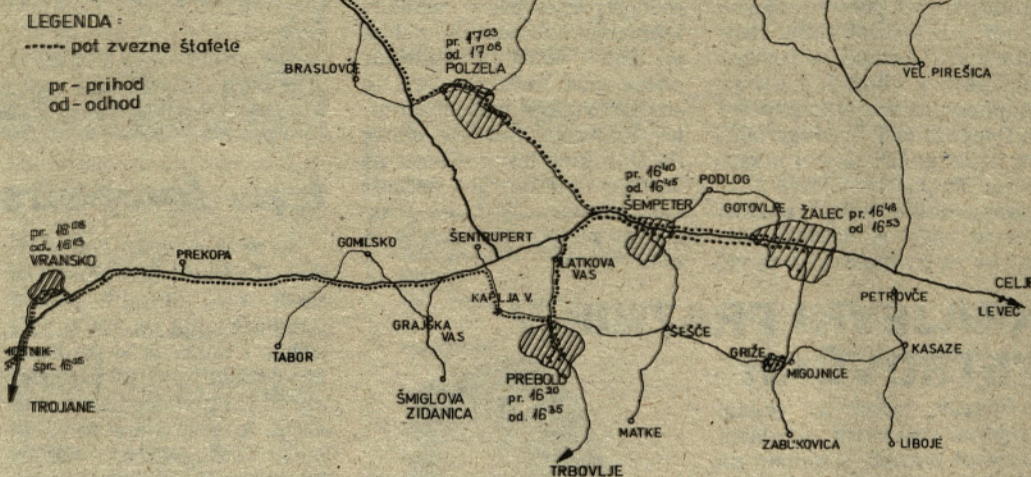 LEGENDA :
pot zvezne štafete
pr.- prihod
od-odhod
BRASLOVČE
pr. 17⁰³
od. 17⁰⁸
POLZELA
VEL. PIREŠICA
pr. 16⁴⁰
od. 16⁴⁵
ŠEMPETER
PODLOG
GOTOVLJE
ŽALEC pr. 16⁴⁸
od 16⁵³
VRANSKO
PREKOPA
GOMILSKO
ŠENTRUPERT
LATKOVA
VAS
KAPLJA V.
GRAJSKA
VAS
TABOR
ŠMIGLOVA
ZIDANICA
PREBOLD
pr. 16²⁰
od. 16³⁵
ŠEŠČE
GRIŽE
MIGOJNICE
PETROVČE
KASAZE
CELJE
LEVEC
TROJANE
MATKE
ZABUKOVICA
LIBOJE
TRBOVLJE